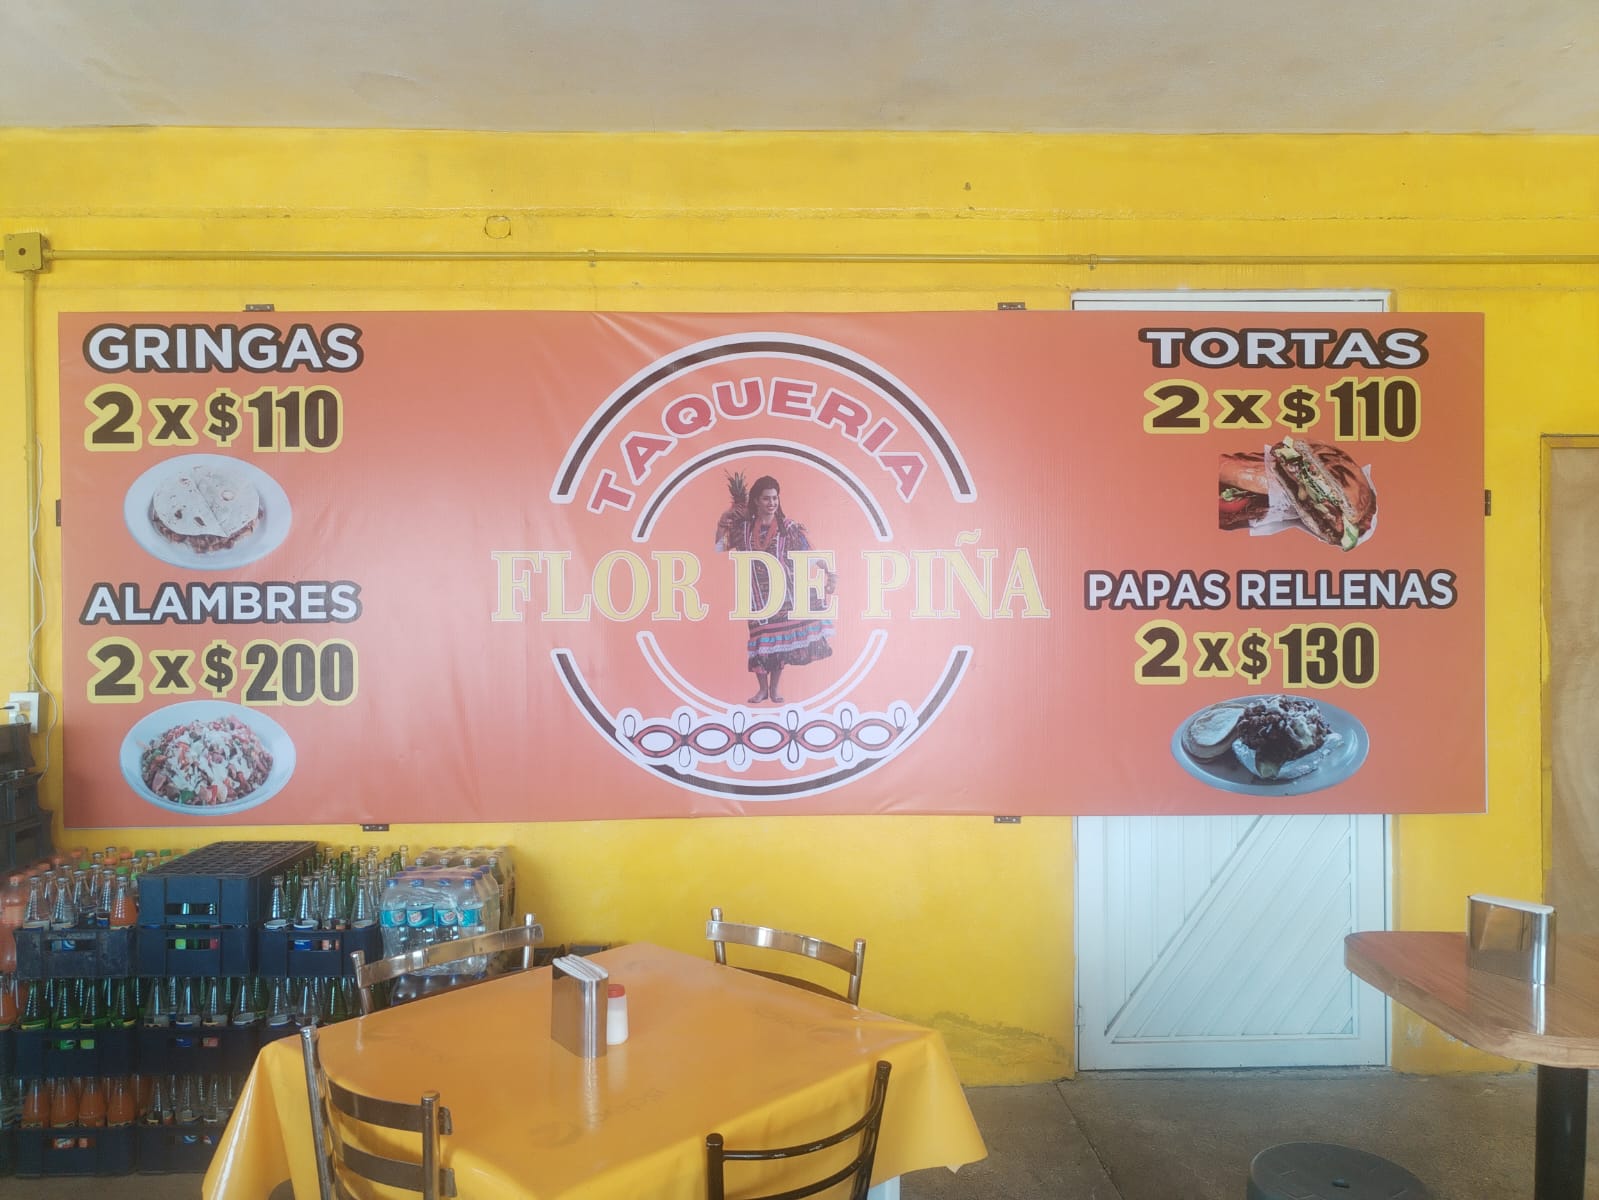 GRINGAS
2 x $110
ALAMBRES
2 x $200
TAQUERIA
FLOR DE PIÑA
TORTAS
2 x $110
PAPAS RELLENAS
2 x $130